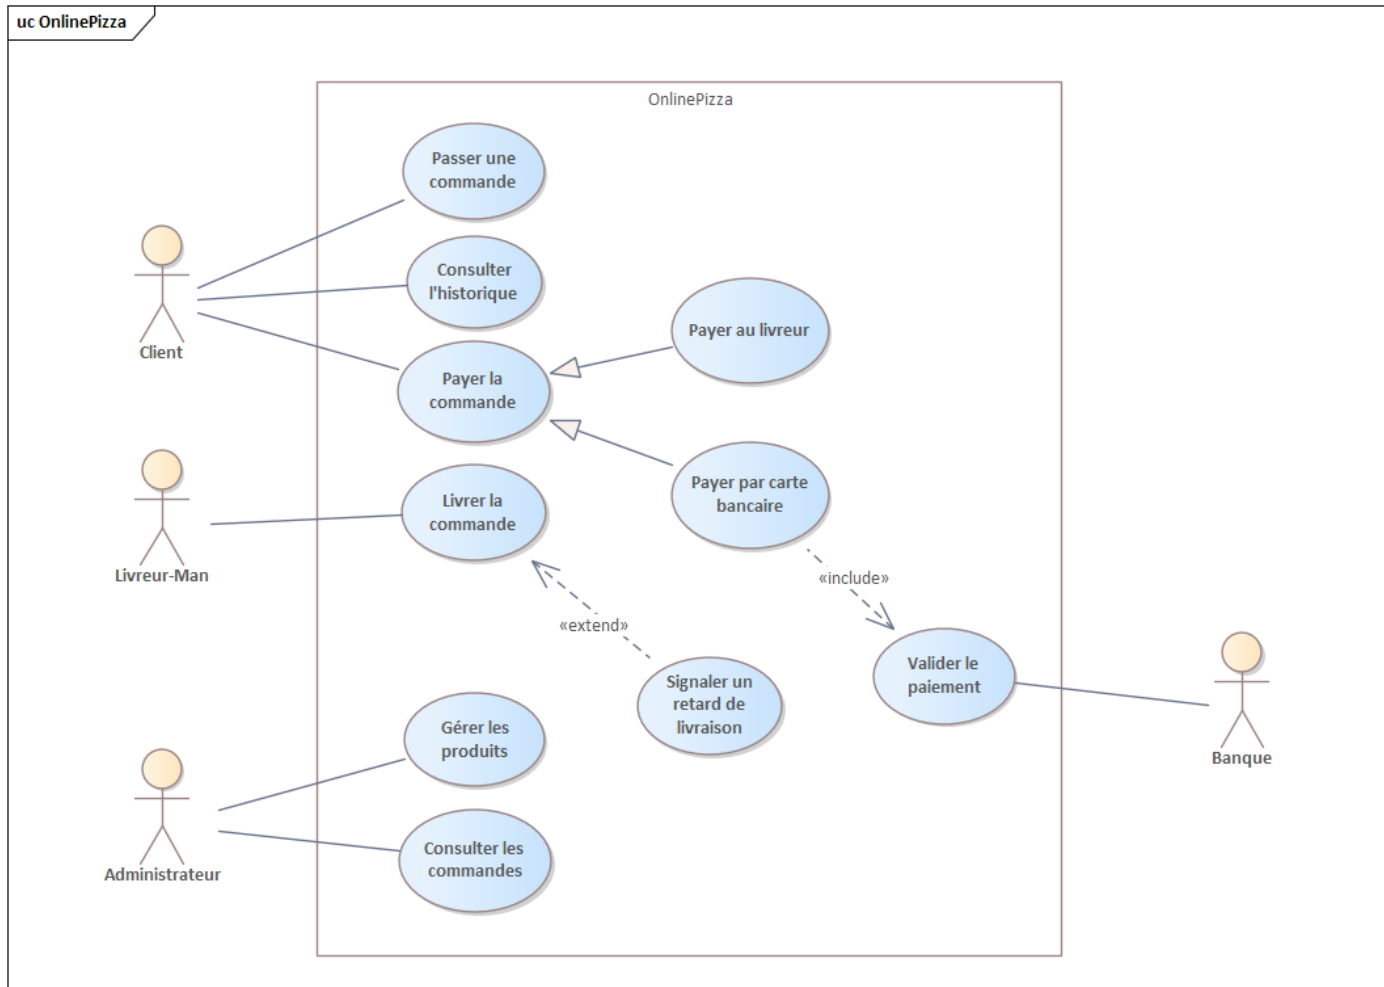 uc OnlinePizza
OnlinePizza
Passer une
commande
Consulter
l'historique
Client
Payer au livreur
Payer la
commande
Payer par carte
bancaire
Livrer la
commande
Livreur-Man
«include»
«extend»
Valider le
paiement
Signaler un
retard de
livraison
Gérer les
produits
Banque
Consulter les
commandes
Administrateur